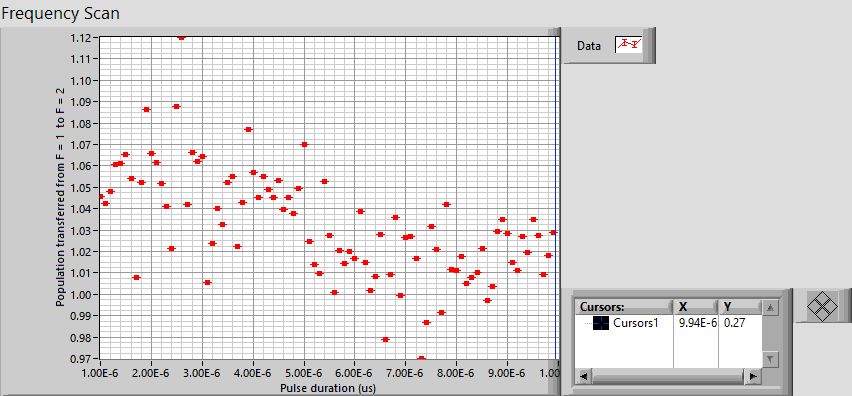 Frequency Scan
Data
Population transferred from F = 1 to F = 2
1.12
1.11
1.10
1.09
1.08
1.07
1.06
1.05
1.04
1.03
1.02
1.01
1.00
0.99
0.98
0.97
1.00E-6 2.00E-6 3.00E-6 4.00E-6 5.00E-6 6.00E-6 7.00E-6 8.00E-6 9.00E-6 1.00
Pulse duration (us)
Cursors: X Y
Cursors1 9.94E-6 0.27